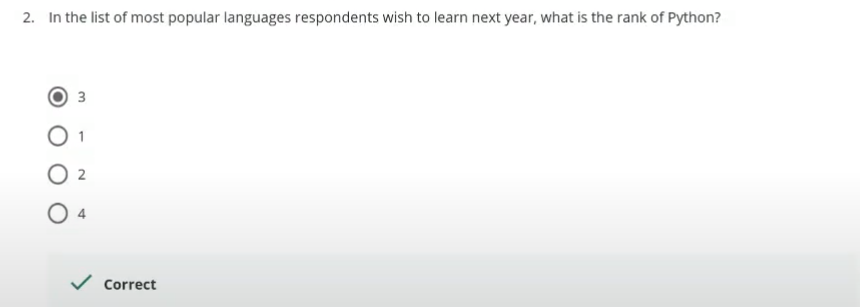 2. In the list of most popular languages respondents wish to learn next year, what is the rank of Python?
3
1
2
4
Correct